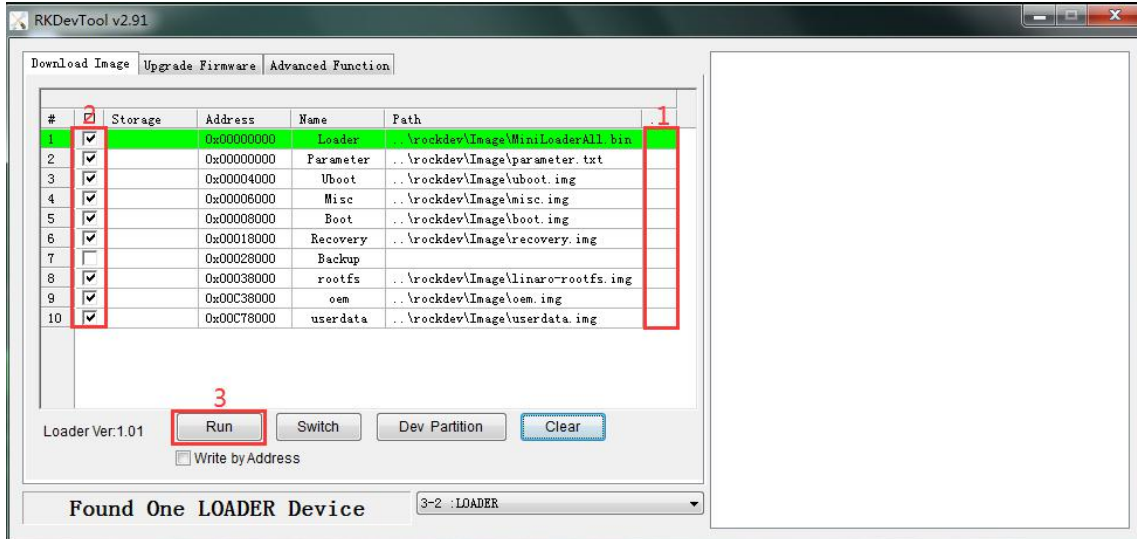 RKDevTool v2.91
Download Image Upgrade Firmware Advanced Function
# 2 Storage Address Name Path . 1
1 0x00000000 Loader ..\rockdev\Image\MiniLoaderAll.bin
2 0x00000000 Parameter ..\rockdev\Image\parameter.txt
3 0x00004000 Uboot ..\rockdev\Image\uboot.img
4 0x00006000 Misc ..\rockdev\Image\misc.img
5 0x00008000 Boot ..\rockdev\Image\boot.img
6 0x00018000 Recovery ..\rockdev\Image\recovery.img
7 0x00028000 Backup
8 0x00038000 rootfs ..\rockdev\Image\linaro-rootfs.img
9 0x00C38000 oem ..\rockdev\Image\oem.img
10 0x00C78000 userdata ..\rockdev\Image\userdata.img
3
Loader Ver:1.01 Run Switch Dev Partition Clear
Write by Address
Found One LOADER Device 3-2 :LOADER